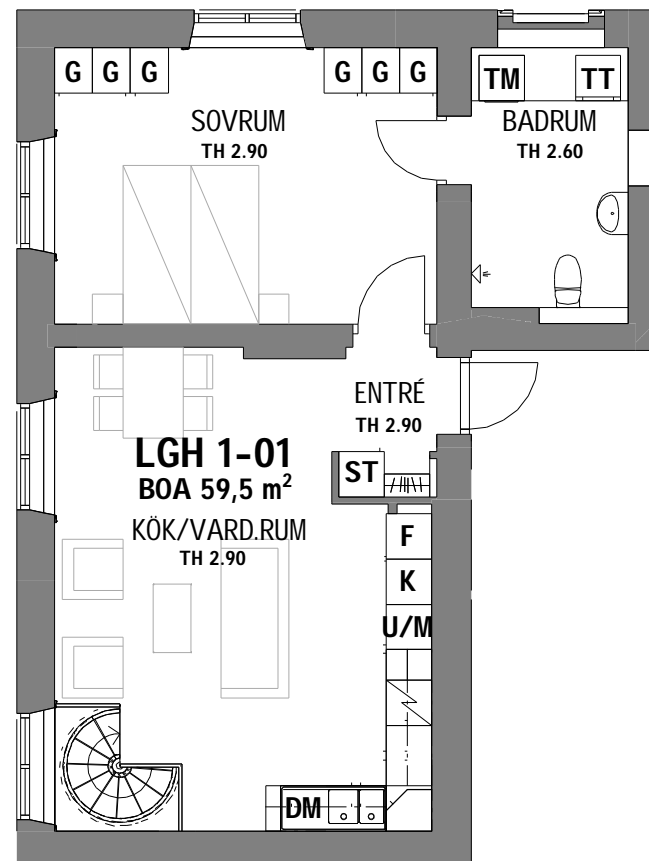 G G G G G G TM TT
SOVRUM
TH 2.90
BADRUM
TH 2.60
ENTRÉ
TH 2.90
LGH 1-01
BOA 59,5 m²
KÖK/VARD.RUM
TH 2.90
ST
F
K
U/M
DM